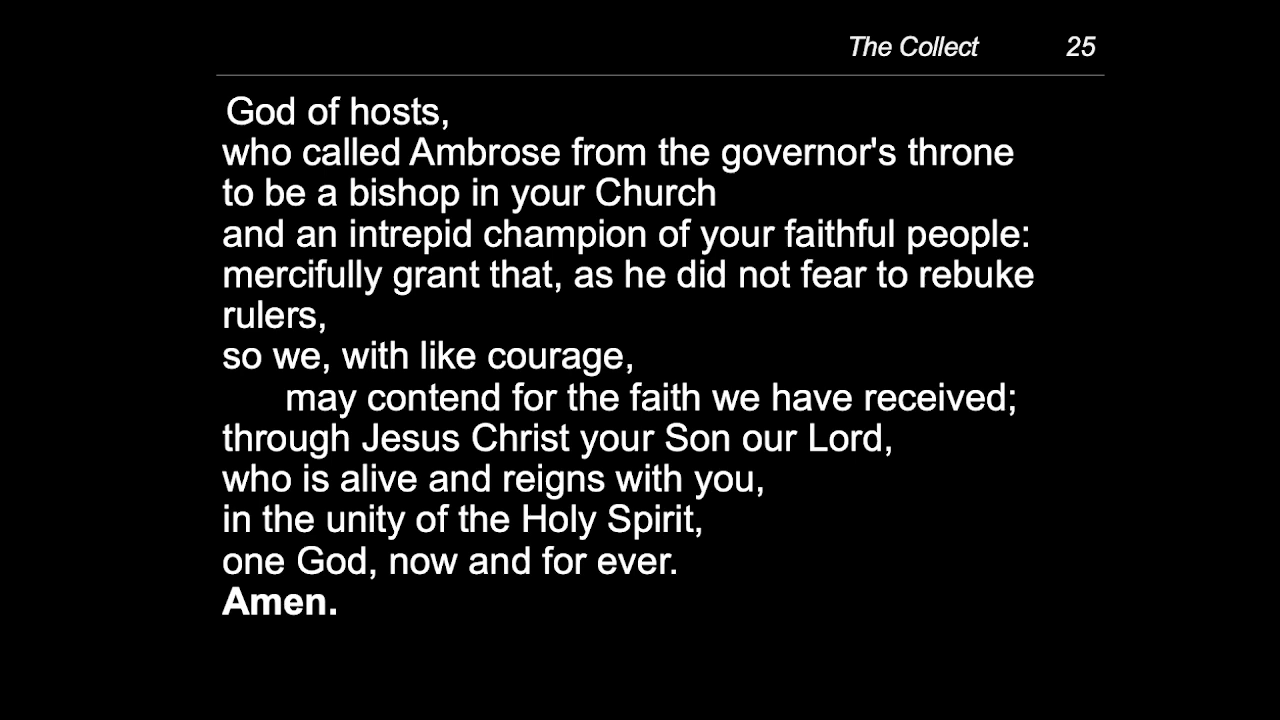 The Collect 25
God of hosts,
who called Ambrose from the governor's throne
to be a bishop in your Church
and an intrepid champion of your faithful people:
mercifully grant that, as he did not fear to rebuke
rulers,
so we, with like courage,
may contend for the faith we have received;
through Jesus Christ your Son our Lord,
who is alive and reigns with you,
in the unity of the Holy Spirit,
one God, now and for ever.
Amen.